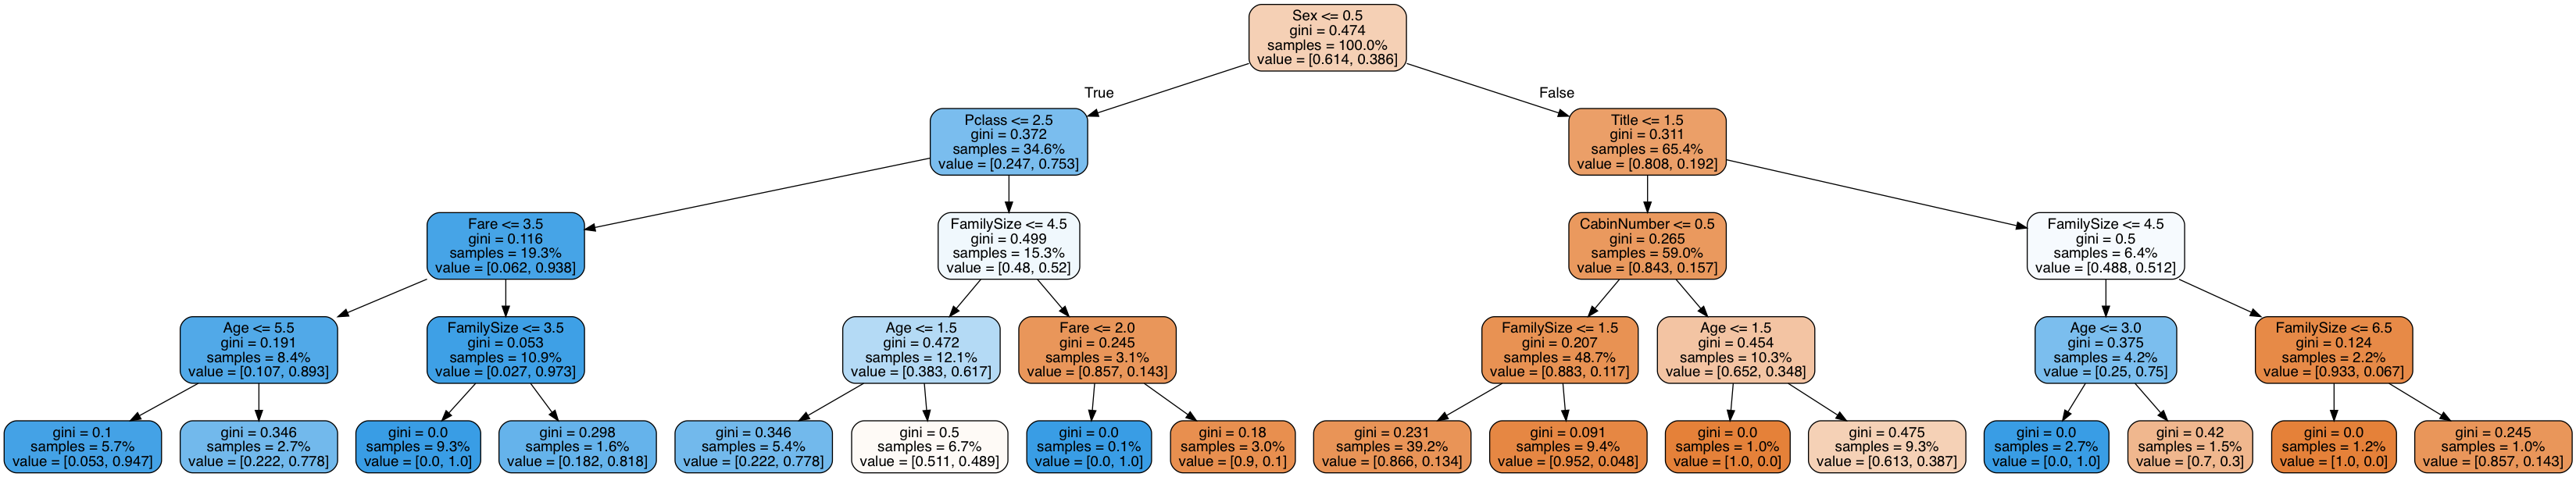 Sex <= 0.5
gini = 0.474
samples = 100.0%
value = [0.614, 0.386]
True
False
Pclass <= 2.5
gini = 0.372
samples = 34.6%
value = [0.247, 0.753]
Title <= 1.5
gini = 0.311
samples = 65.4%
value = [0.808, 0.192]
Fare <= 3.5
gini = 0.116
samples = 19.3%
value = [0.062, 0.938]
FamilySize <= 4.5
gini = 0.499
samples = 15.3%
value = [0.48, 0.52]
CabinNumber <= 0.5
gini = 0.265
samples = 59.0%
value = [0.843, 0.157]
FamilySize <= 4.5
gini = 0.5
samples = 6.4%
value = [0.488, 0.512]
Age <= 5.5
gini = 0.191
samples = 8.4%
value = [0.107, 0.893]
FamilySize <= 3.5
gini = 0.053
samples = 10.9%
value = [0.027, 0.973]
Age <= 1.5
gini = 0.472
samples = 12.1%
value = [0.383, 0.617]
Fare <= 2.0
gini = 0.245
samples = 3.1%
value = [0.857, 0.143]
FamilySize <= 1.5
gini = 0.207
samples = 48.7%
value = [0.883, 0.117]
Age <= 1.5
gini = 0.454
samples = 10.3%
value = [0.652, 0.348]
Age <= 3.0
gini = 0.375
samples = 4.2%
value = [0.25, 0.75]
FamilySize <= 6.5
gini = 0.124
samples = 2.2%
value = [0.933, 0.067]
gini = 0.1
samples = 5.7%
value = [0.053, 0.947]
gini = 0.346
samples = 2.7%
value = [0.222, 0.778]
gini = 0.0
samples = 9.3%
value = [0.0, 1.0]
gini = 0.298
samples = 1.6%
value = [0.182, 0.818]
gini = 0.346
samples = 5.4%
value = [0.222, 0.778]
gini = 0.5
samples = 6.7%
value = [0.511, 0.489]
gini = 0.0
samples = 0.1%
value = [0.0, 1.0]
gini = 0.18
samples = 3.0%
value = [0.9, 0.1]
gini = 0.231
samples = 39.2%
value = [0.866, 0.134]
gini = 0.091
samples = 9.4%
value = [0.952, 0.048]
gini = 0.0
samples = 1.0%
value = [1.0, 0.0]
gini = 0.475
samples = 9.3%
value = [0.613, 0.387]
gini = 0.0
samples = 2.7%
value = [0.0, 1.0]
gini = 0.42
samples = 1.5%
value = [0.7, 0.3]
gini = 0.0
samples = 1.2%
value = [1.0, 0.0]
gini = 0.245
samples = 1.0%
value = [0.857, 0.143]